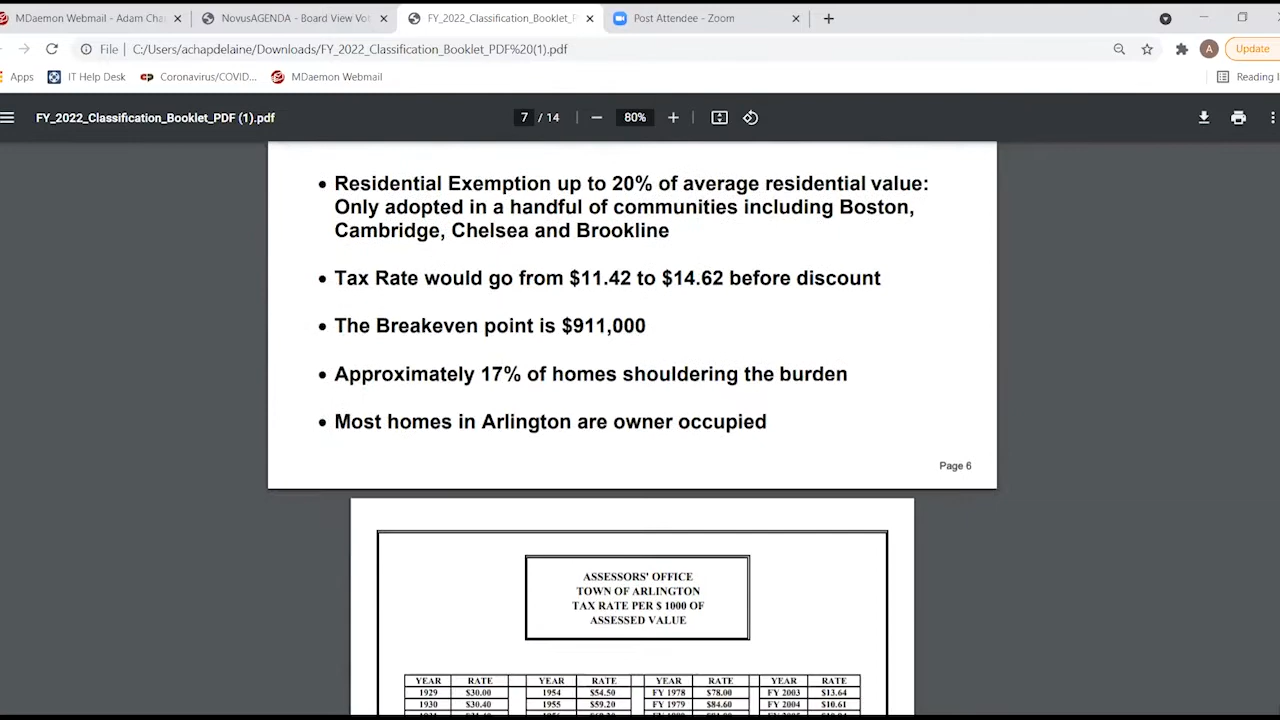 MDaemon Webmail - Adam Cha
NovusAGENDA - Board View Vot
FY_2022_Classification_Booklet_P
Post Attendee - Zoom
File
C:/Users/achapdelaine/Downloads/FY_2022_Classification_Booklet_PDF%20(1).pdf
A
Update
Apps
IT Help Desk
Coronavirus/COVID...
MDaemon Webmail
Reading
FY_2022_Classification_Booklet_PDF (1).pdf
7 / 14
80%
• Residential Exemption up to 20% of average residential value:
Only adopted in a handful of communities including Boston,
Cambridge, Chelsea and Brookline
• Tax Rate would go from $11.42 to $14.62 before discount
• The Breakeven point is $911,000
• Approximately 17% of homes shouldering the burden
• Most homes in Arlington are owner occupied
Page 6
ASSESSORS' OFFICE
TOWN OF ARLINGTON
TAX RATE PER $ 1000 OF
ASSESSED VALUE
YEAR RATE YEAR RATE YEAR RATE YEAR RATE
1929 $30.00 1954 $54.50 FY 1978 $78.00 FY 2003 $13.64
1930 $30.40 1955 $59.20 FY 1979 $84.60 FY 2004 $10.61